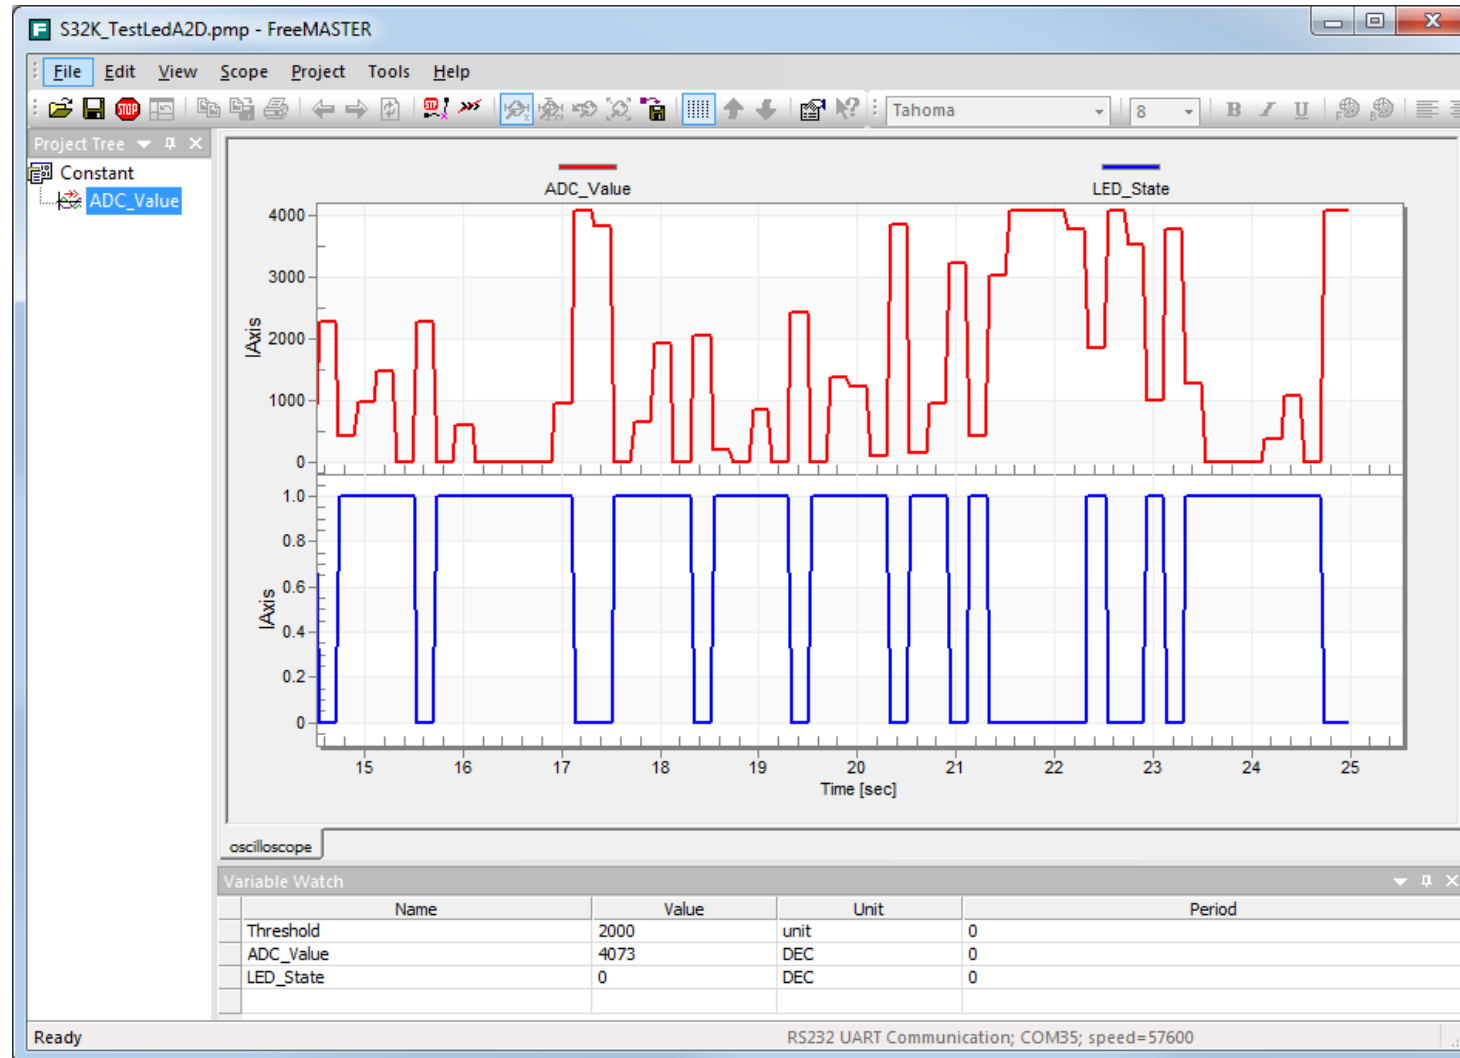 S32K_TestLedA2D.pmp - FreeMASTER
File Edit View Scope Project Tools Help
STOP Tahoma 8 B I U
Project Tree
Constant
ADC_Value
ADC_Value LED_State
4000
3000
2000
1000
0
IAxis
1.0
0.8
0.6
0.4
0.2
0
IAxis
15 16 17 18 19 20 21 22 23 24 25
Time [sec]
oscilloscope
Variable Watch
Name Value Unit Period
Threshold 2000 unit 0
ADC_Value 4073 DEC 0
LED_State 0 DEC 0
Ready RS232 UART Communication; COM35; speed=57600